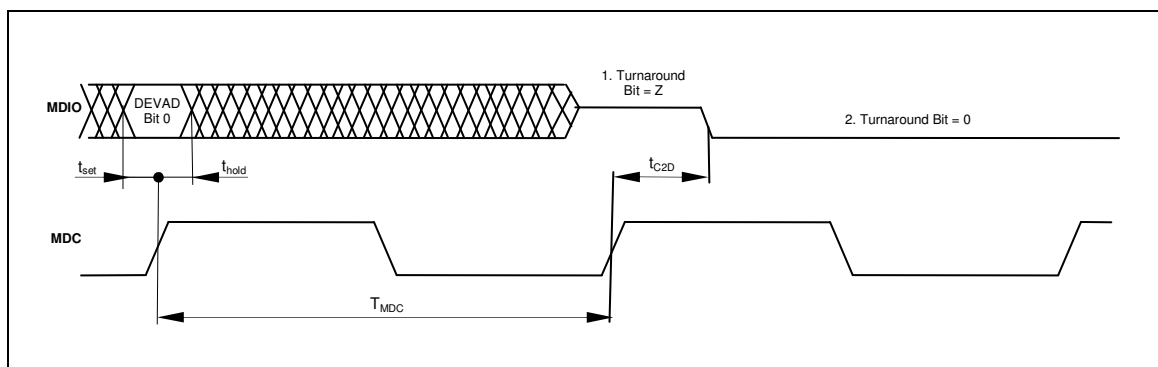 1. Turnaround
Bit = Z
MDIO
DEVAD
Bit 0
2. Turnaround Bit = 0
tset
thold
tC2D
MDC
TMDC